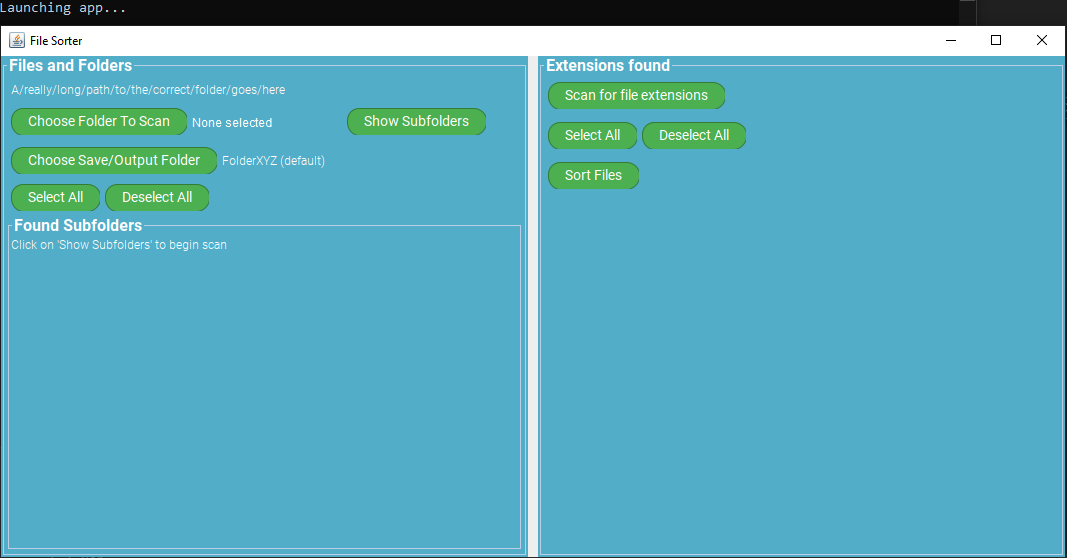 Launching app...
File Sorter
Files and Folders
A/really/long/path/to/the/correct/folder/goes/here
Choose Folder To Scan None selected Show Subfolders
Choose Save/Output Folder FolderXYZ (default)
Select All Deselect All
Found Subfolders
Click on 'Show Subfolders' to begin scan
Extensions found
Scan for file extensions
Select All Deselect All
Sort Files